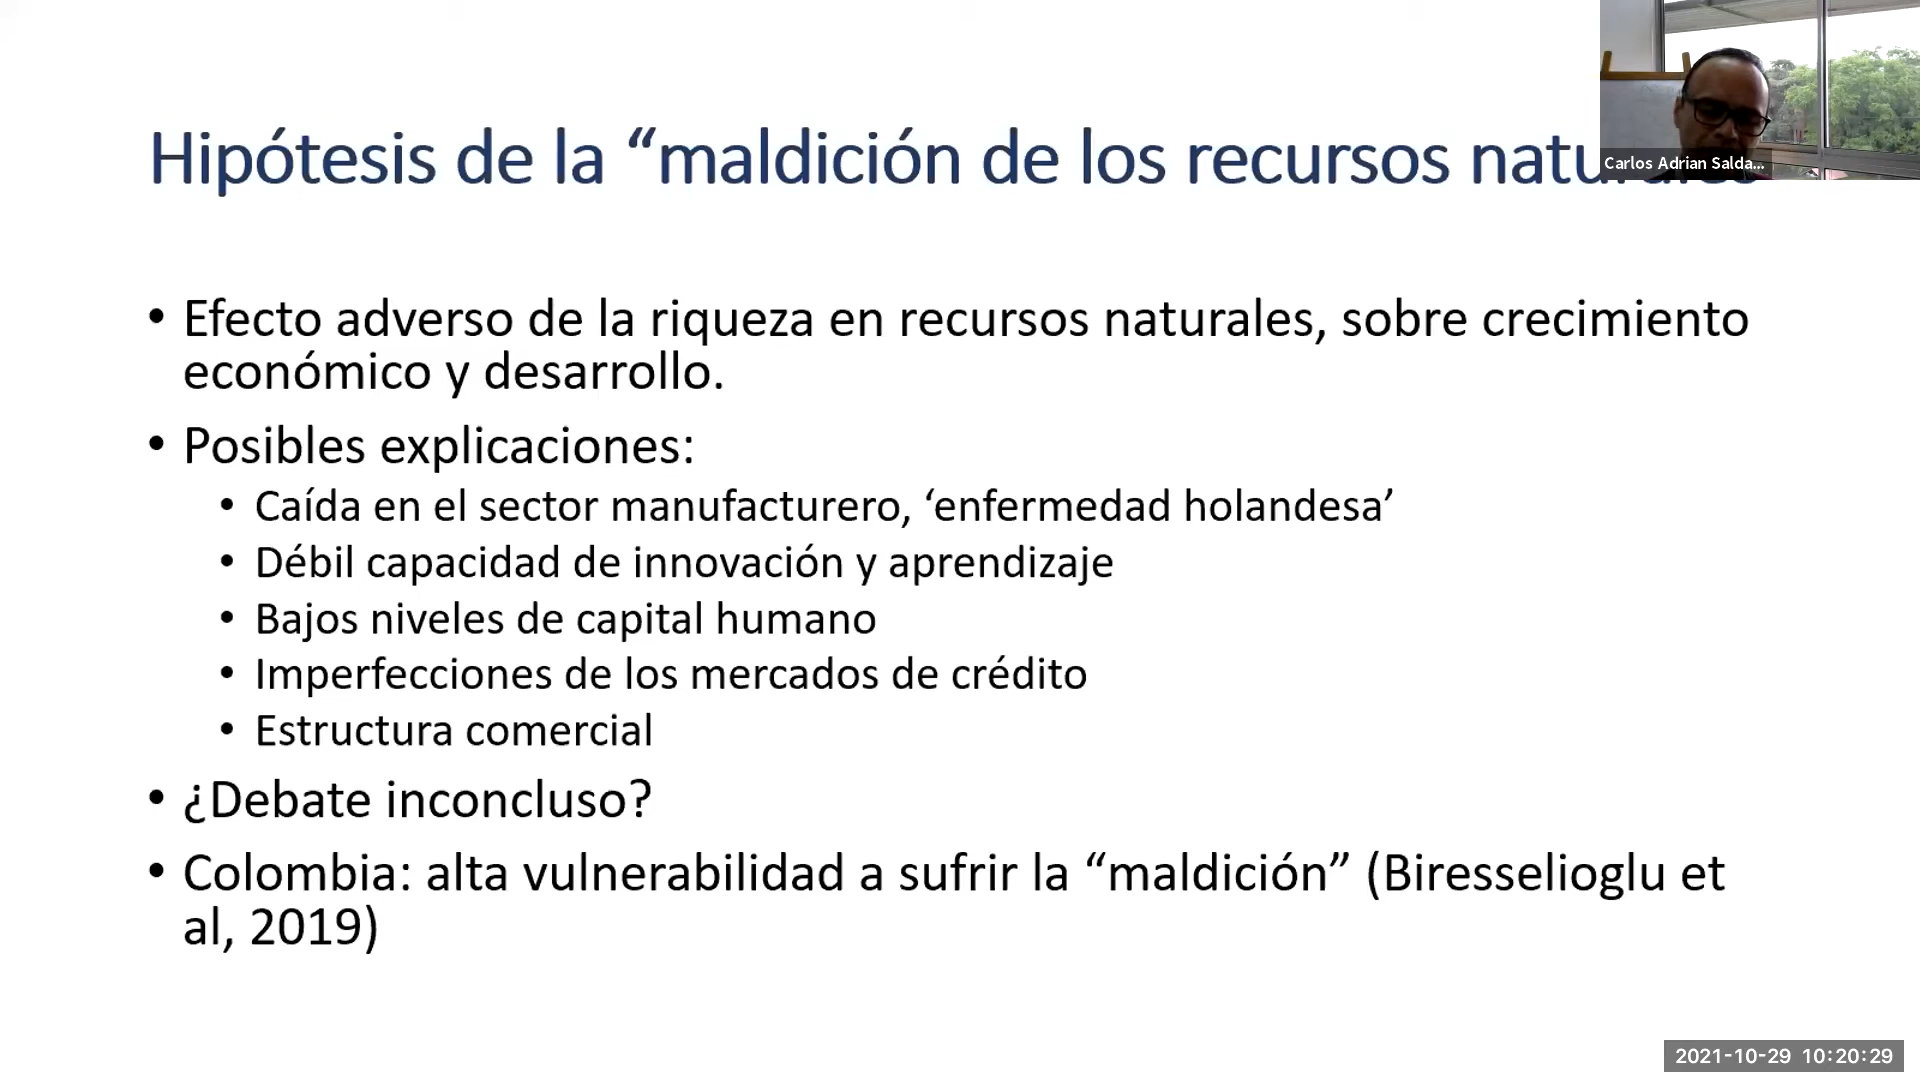 Hipótesis de la “maldición de los recursos
Carlos Adrian Salda...
• Efecto adverso de la riqueza en recursos naturales, sobre crecimiento
económico y desarrollo.
• Posibles explicaciones:
• Caída en el sector manufacturero, ‘enfermedad holandesa’
• Débil capacidad de innovación y aprendizaje
• Bajos niveles de capital humano
• Imperfecciones de los mercados de crédito
• Estructura comercial
• ¿Debate inconcluso?
• Colombia: alta vulnerabilidad a sufrir la “maldición” (Biresselioglu et
al, 2019)
2021-10-29 10:20:29